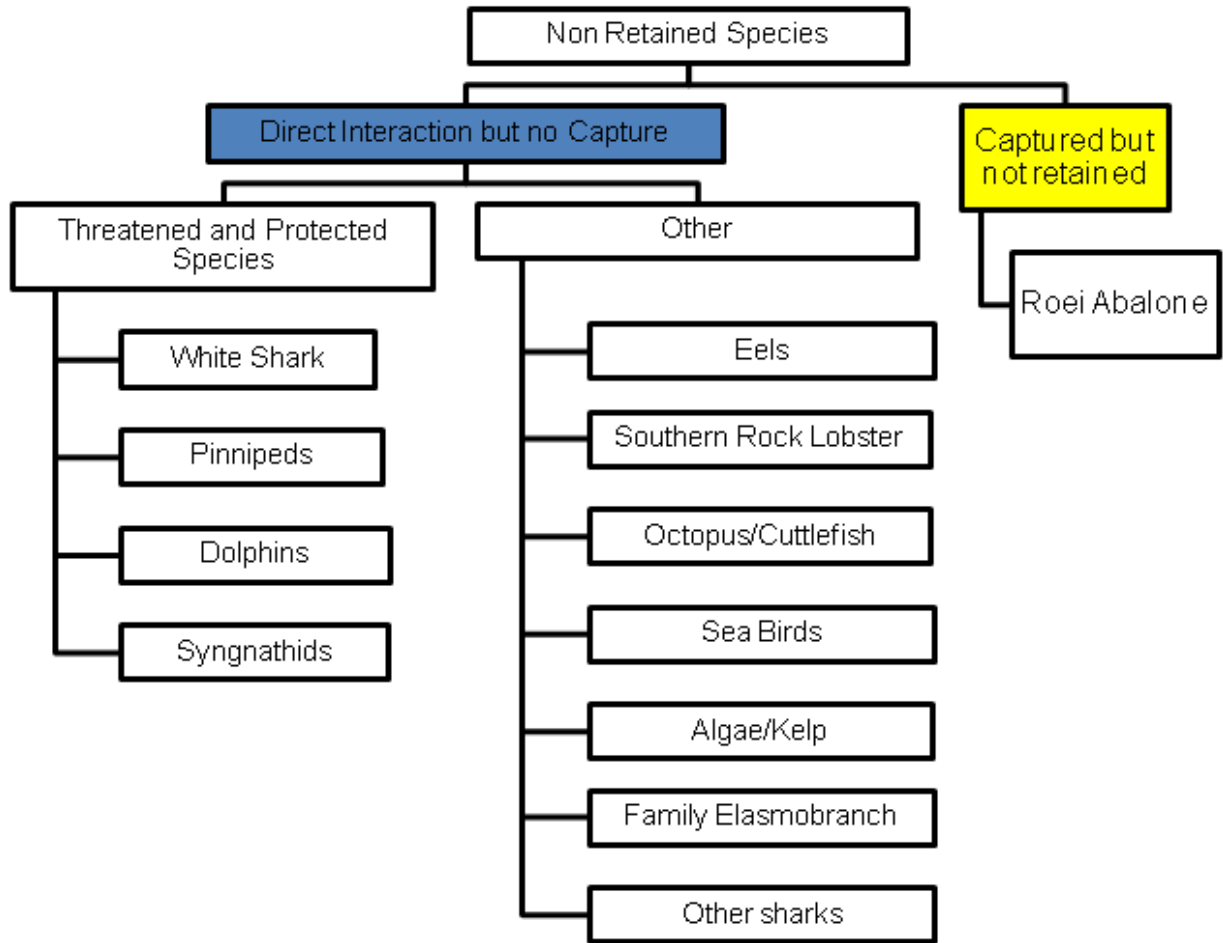 Non Retained Species
Direct Interaction but no Capture
Captured but
not retained
Threatened and Protected
Species
Other
Roei Abalone
White Shark
Pinnipeds
Dolphins
Syngnathids
Eels
Southern Rock Lobster
Octopus/Cuttlefish
Sea Birds
Algae/Kelp
Family Elasmobranch
Other sharks